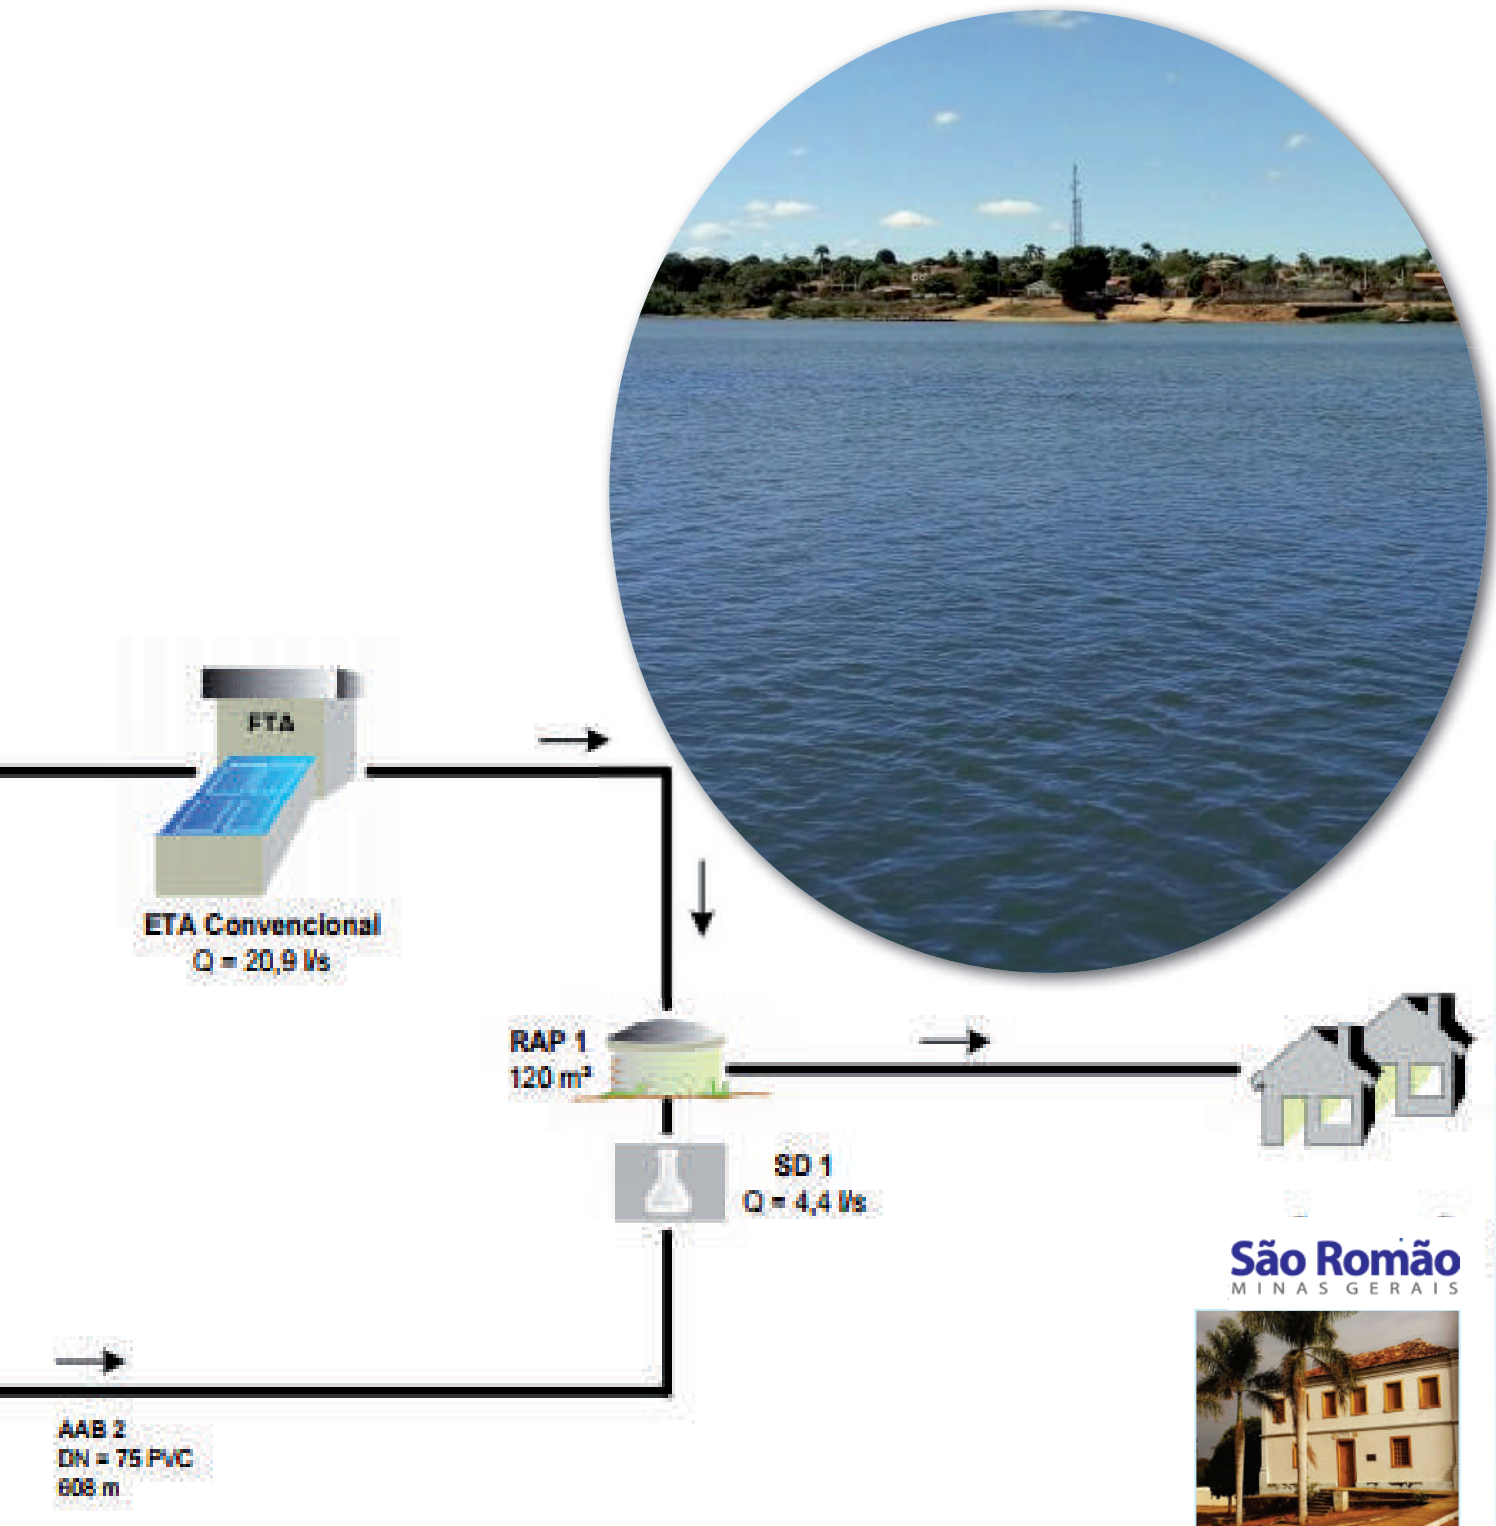 ETA
ETA Convencional
Q = 20,9 l/s
RAP 1
120 m³
SD 1
Q = 4,4 l/s
São Romão
MINAS GERAIS
AAB 2
DN = 75 PVC
608 m